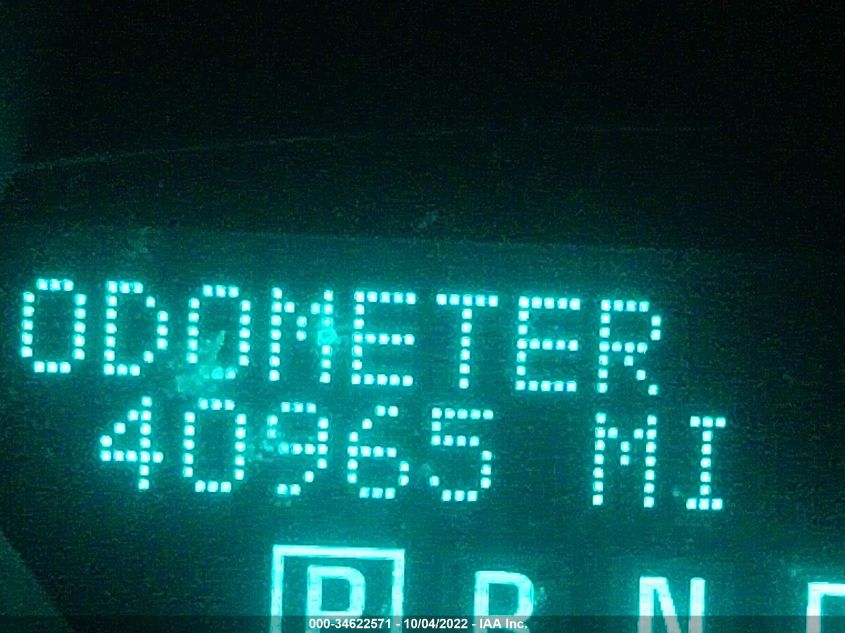 ODOMETER
40965 MI
P R N
000-34622571 - 10/04/2022 - IAA Inc.